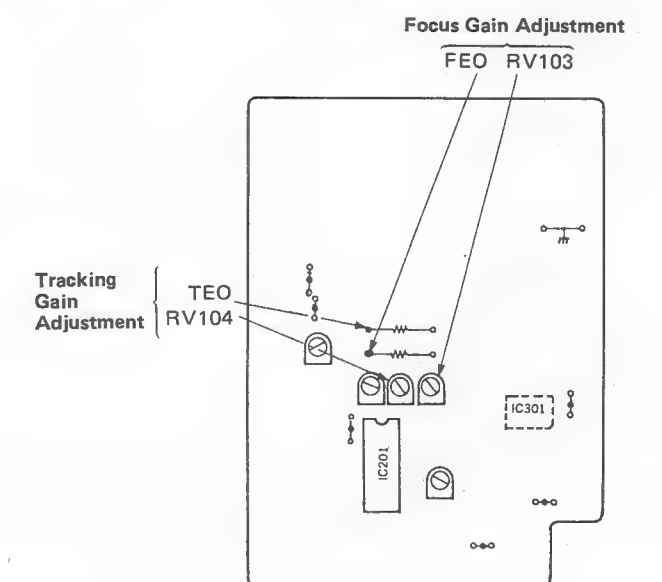 Focus Gain Adjustment
FEO RV103
Tracking
Gain
Adjustment
TEO
RV104
IC301
IC201